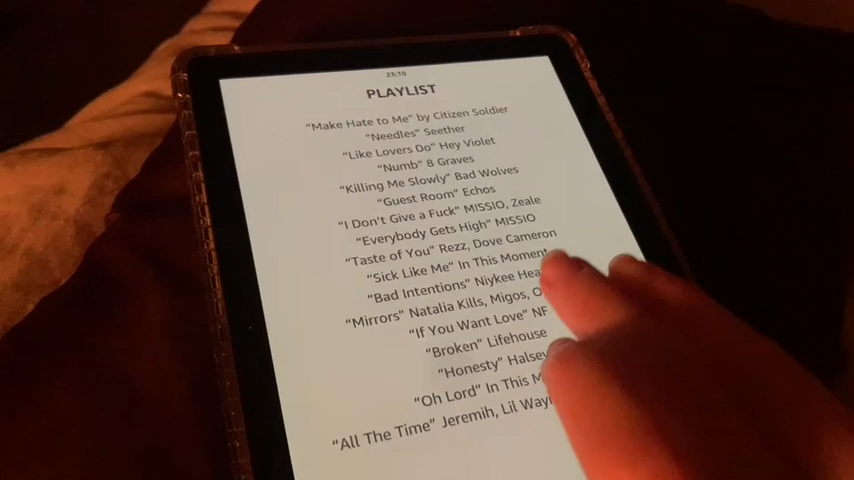 23:10
PLAYLIST
"Make Hate to Me" by Citizen Soldier
"Needles" Seether
"Like Lovers Do" Hey Violet
"Numb" 8 Graves
"Killing Me Slowly" Bad Wolves
"Guest Room" Echos
"I Don't Give a Fuck" MISSIO, Zeale
"Everybody Gets High" MISSIO
"Taste of You" Rezz, Dove Cameron
"Sick Like Me" In This Moment
"Bad Intentions" Niykee
"Mirrors" Natalia Kills, Migos,
"If You Want Love" NF
"Broken" Lifehouse
"Honesty" Halsey
"Oh Lord" In This
"All The Time" Jeremih, Lil